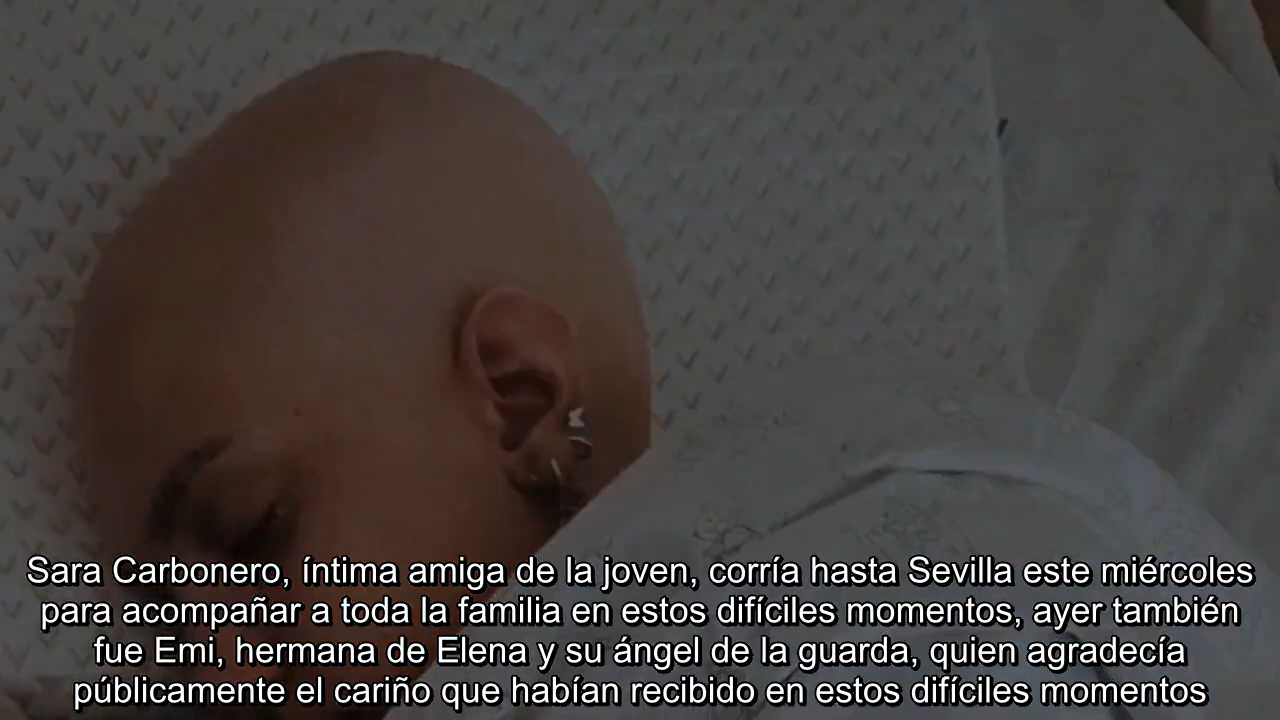 Sara Carbonero, íntima amiga de la joven, corría hasta Sevilla este miércoles
para acompañar a toda la familia en estos difíciles momentos, ayer también
fue Emi, hermana de Elena y su ángel de la guarda, quien agradecía
públicamente el cariño que habían recibido en estos difíciles momentos